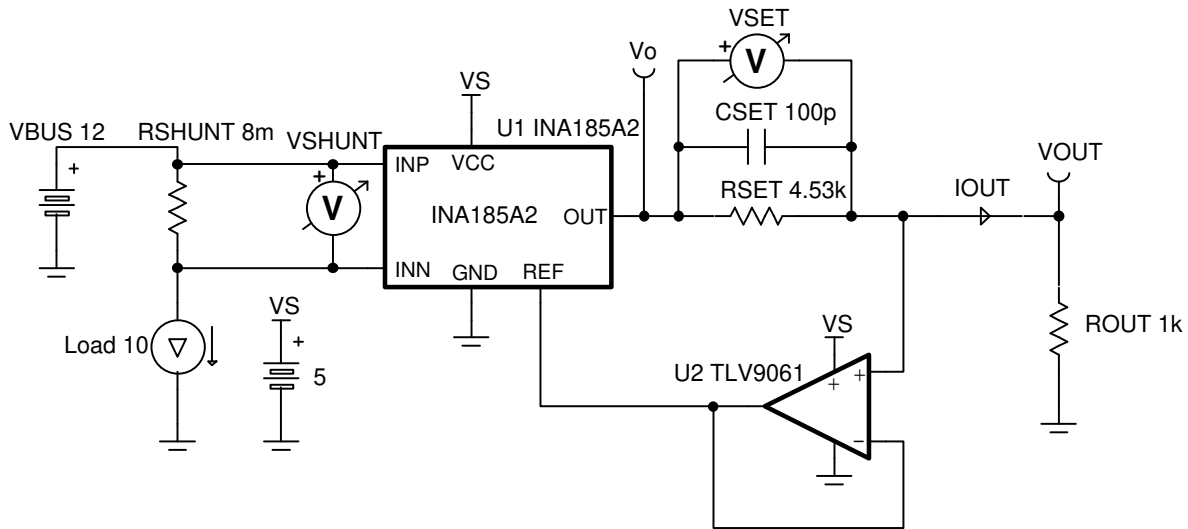 VSET
+
V
Vo
CSET 100p
VS
U1 INA185A2
VBUS 12
RSHUNT 8m
VSHUNT
+
+
V
INP
VCC
INA185A2
OUT
INN
GND
REF
RSET 4.53k
IOUT
VOUT
ROUT 1k
Load 10
VS
+
5
VS
U2 TLV9061
+
+
−